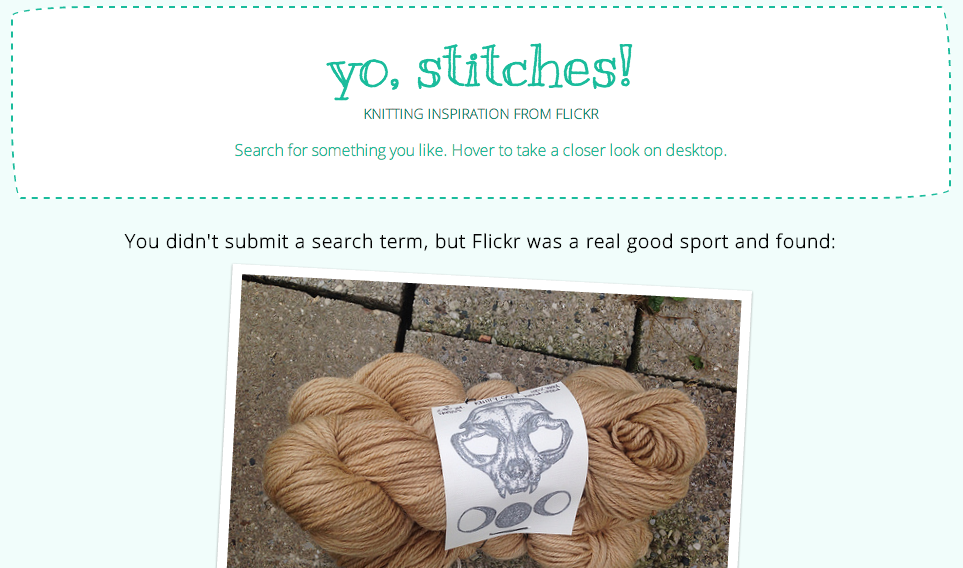 yo, stitches!
KNITTING INSPIRATION FROM FLICKR
Search for something you like. Hover to take a closer look on desktop.
You didn't submit a search term, but Flickr was a real good sport and found: